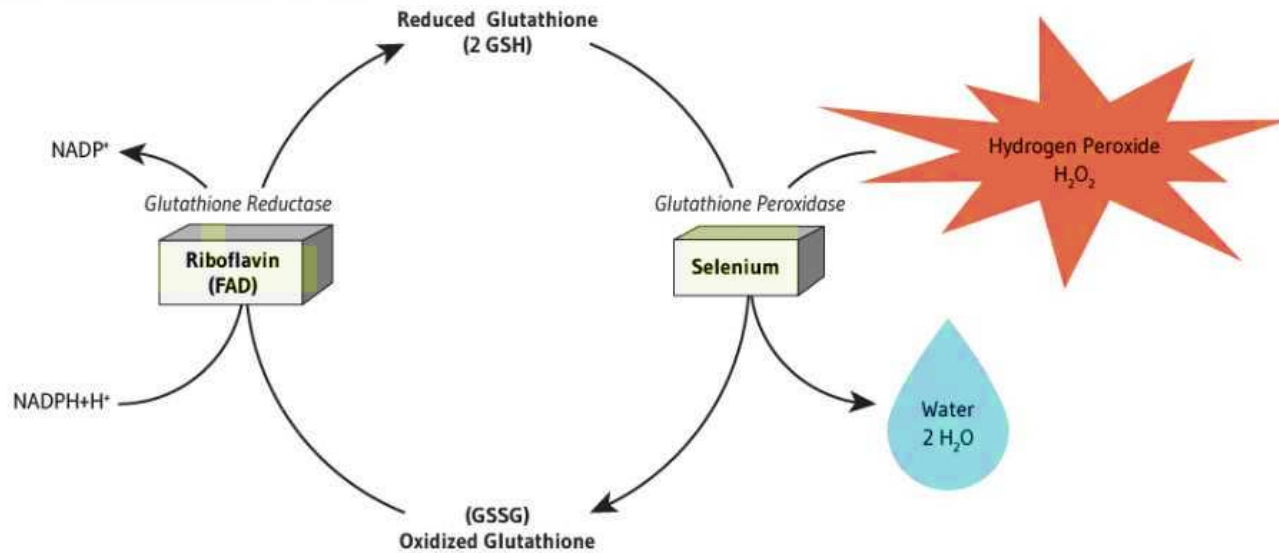 Reduced Glutathione
(2 GSH)
NADP⁺
Hydrogen Peroxide
H₂O₂
Glutathione Reductase
Glutathione Peroxidase
Riboflavin
(FAD)
Selenium
NADPH+H⁺
Water
2 H₂O
(GSSG)
Oxidized Glutathione